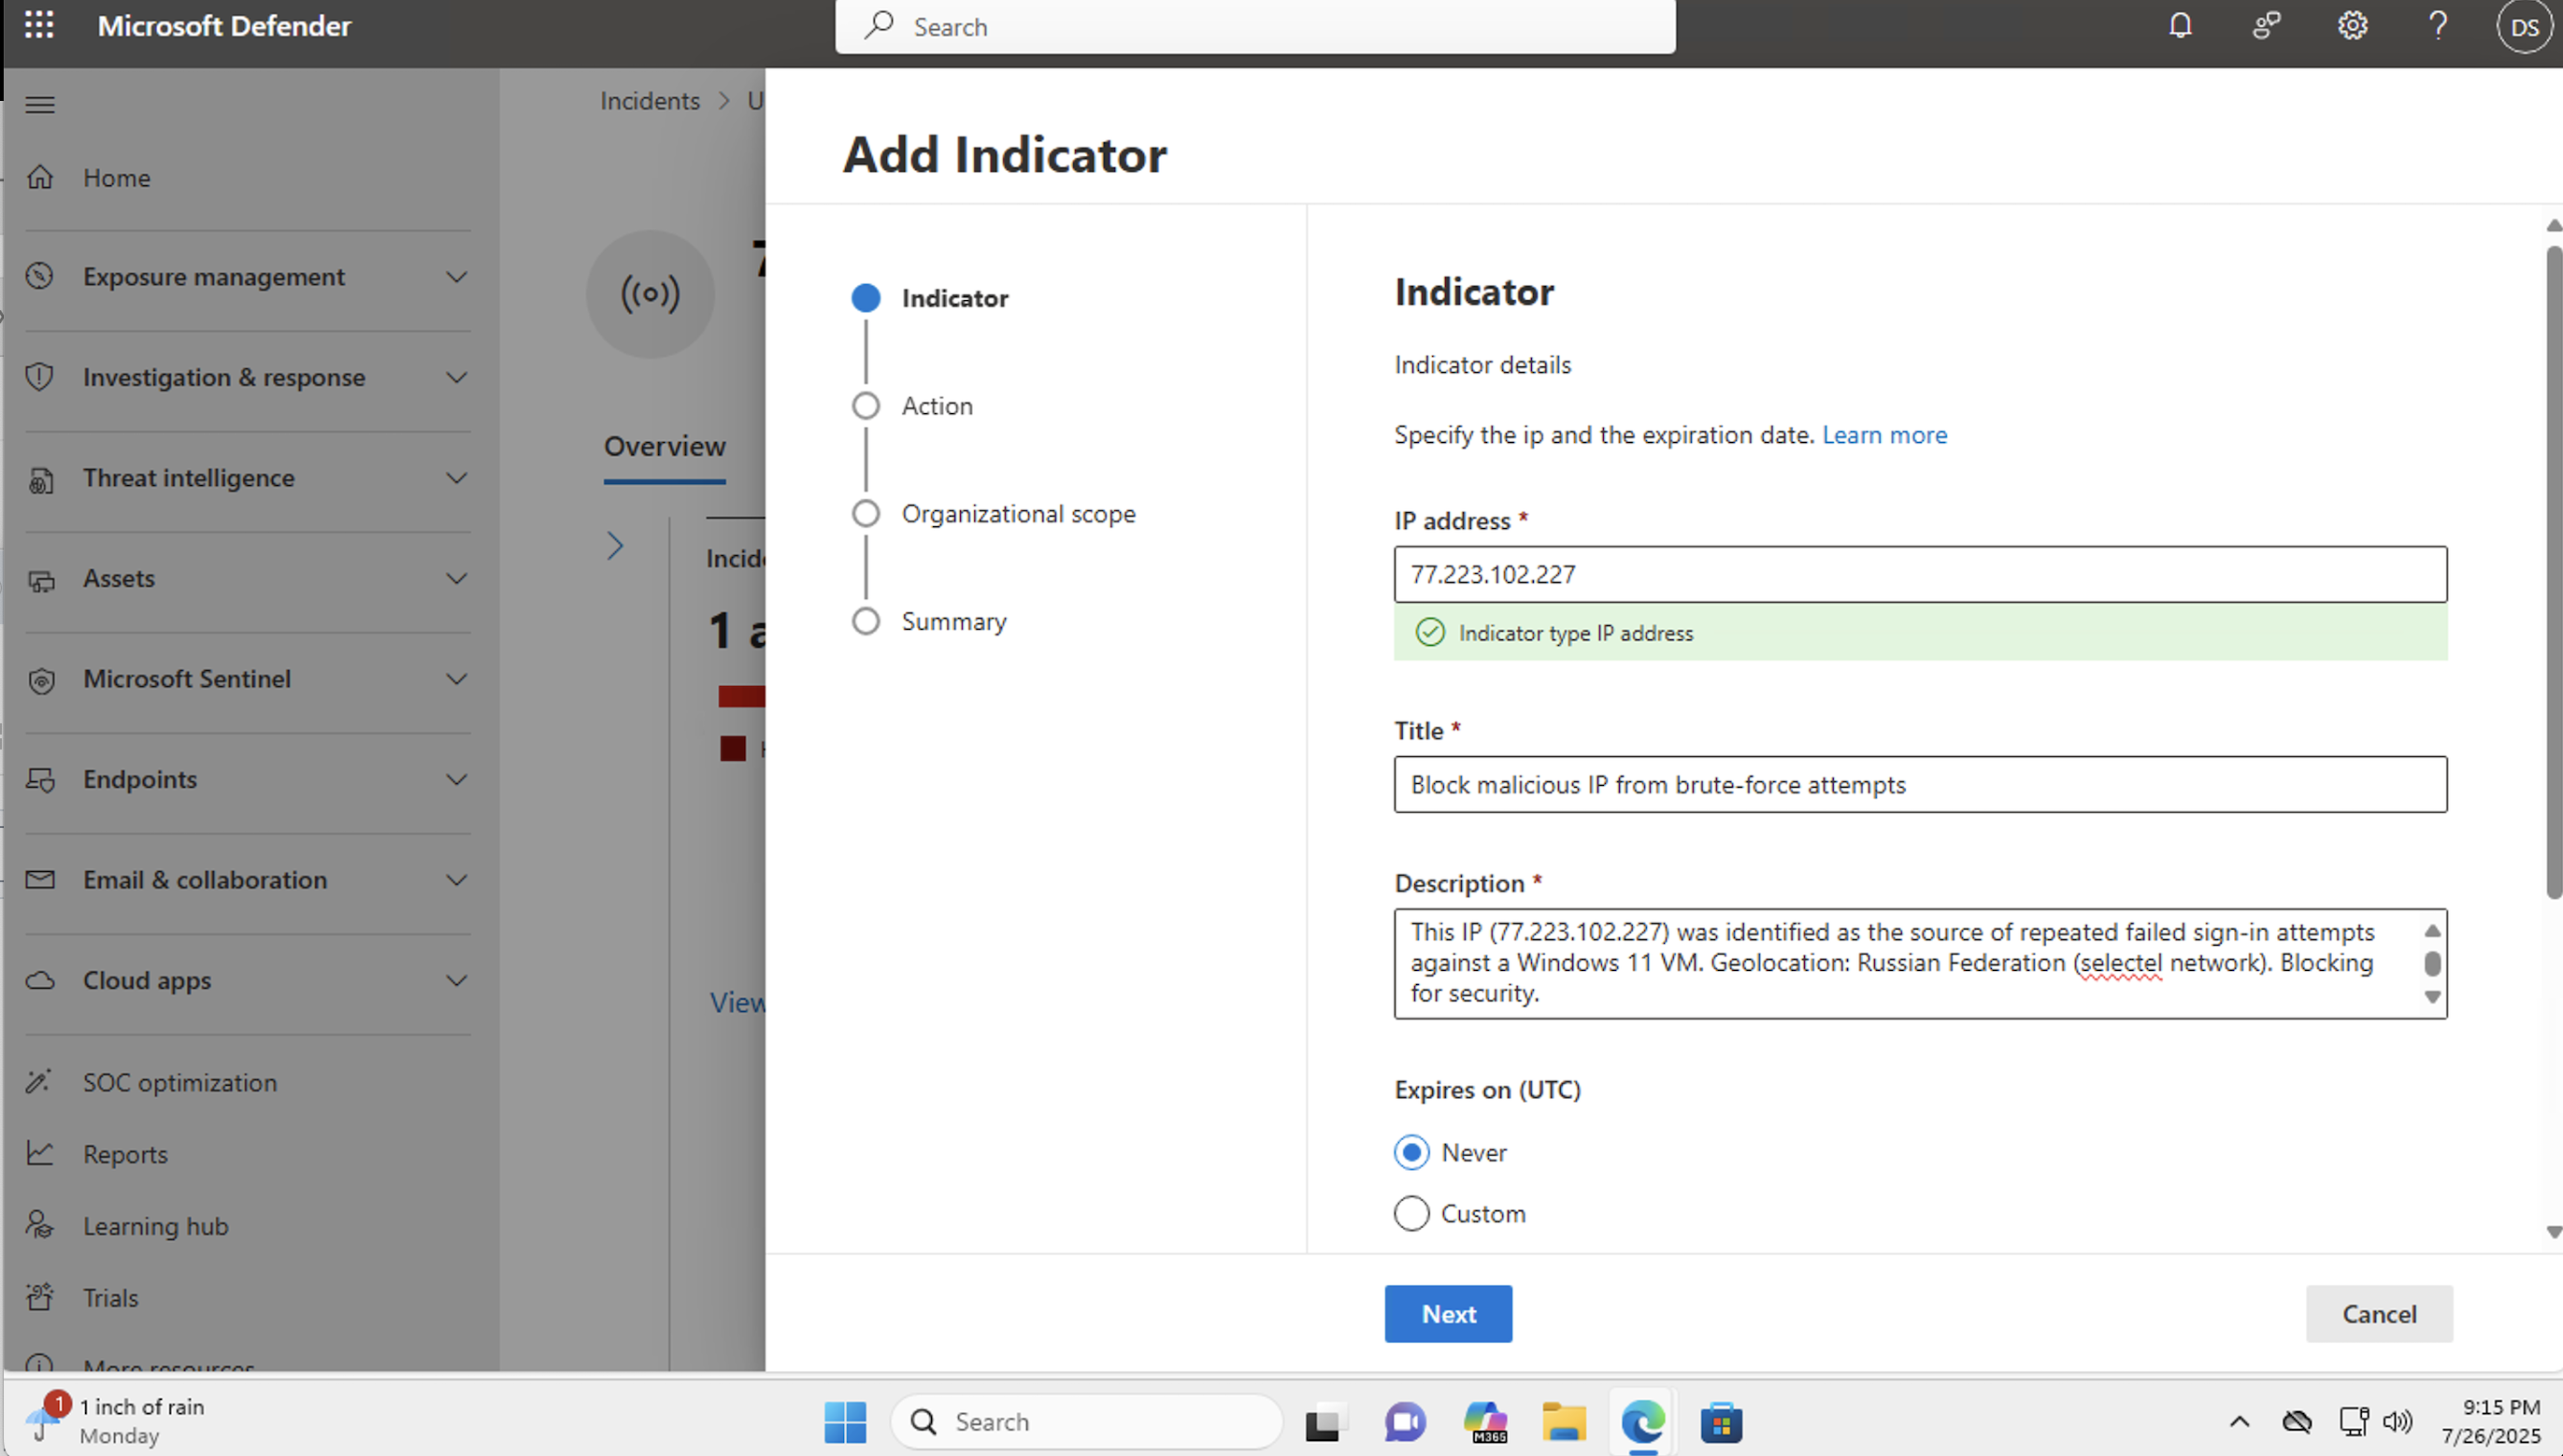 Microsoft Defender
Search
DS
Home
Exposure management
Investigation & response
Threat intelligence
Assets
Microsoft Sentinel
Endpoints
Email & collaboration
Cloud apps
SOC optimization
Reports
Learning hub
Trials
More resources
Incidents > U
7
Overview
Incid
1 a
View
Add Indicator
Indicator
Action
Organizational scope
Summary
Indicator
Indicator details
Specify the ip and the expiration date. Learn more
IP address *
77.223.102.227
Indicator type IP address
Title *
Block malicious IP from brute-force attempts
Description *
This IP (77.223.102.227) was identified as the source of repeated failed sign-in attempts
against a Windows 11 VM. Geolocation: Russian Federation (selectel network). Blocking
for security.
Expires on (UTC)
Never
Custom
Next
Cancel
1
1 inch of rain
Monday
Search
M365
9:15 PM
7/26/2025